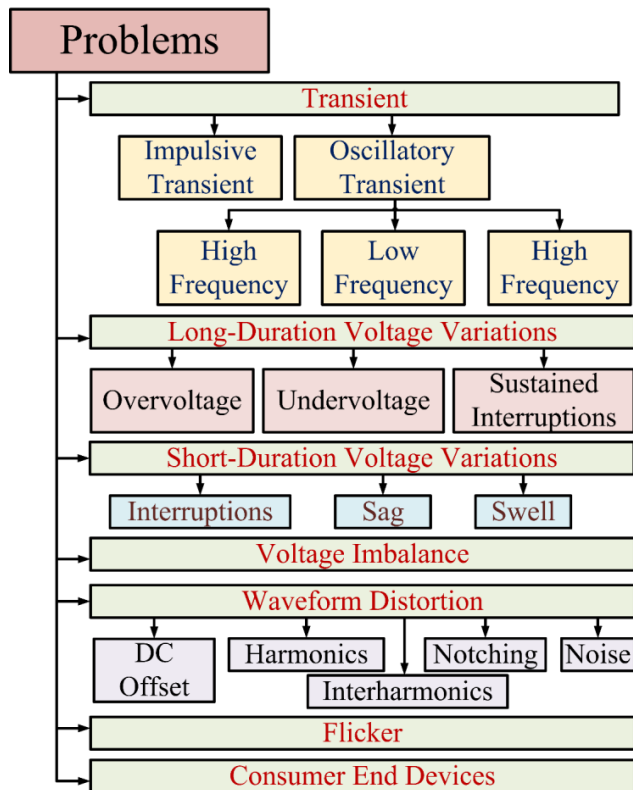 Problems
Transient
Impulsive
Transient
Oscillatory
Transient
High
Frequency
Low
Frequency
High
Frequency
Long-Duration Voltage Variations
Overvoltage
Undervoltage
Sustained
Interruptions
Short-Duration Voltage Variations
Interruptions
Sag
Swell
Voltage Imbalance
Waveform Distortion
DC
Offset
Harmonics
Interharmonics
Notching
Noise
Flicker
Consumer End Devices